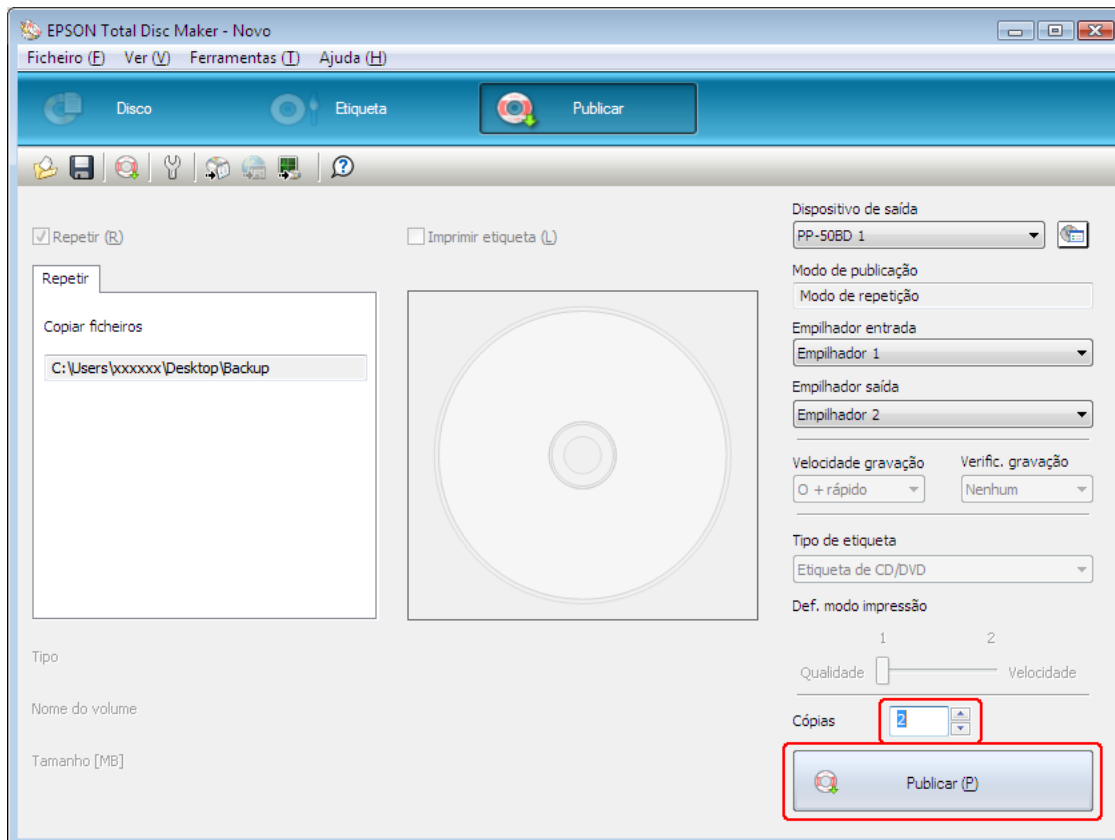 EPSON Total Disc Maker - Novo
Ficheiro (F) Ver (V) Ferramentas (T) Ajuda (H)
Disco Etiqueta Publicar
Repetir (R)
Imprimir etiqueta (L)
Repetir
Copiar ficheiros
C:\Users\xxxxxx\Desktop\Backup
Tipo
Nome do volume
Tamanho [MB]
Dispositivo de saída
PP-50BD 1
Modo de publicação
Modo de repetição
Empilhador entrada
Empilhador 1
Empilhador saída
Empilhador 2
Velocidade gravação Verific. gravação
O + rápido Nenhum
Tipo de etiqueta
Etiqueta de CD/DVD
Def. modo impressão
1 2
Qualidade Velocidade
Cópias 2
Publicar (P)